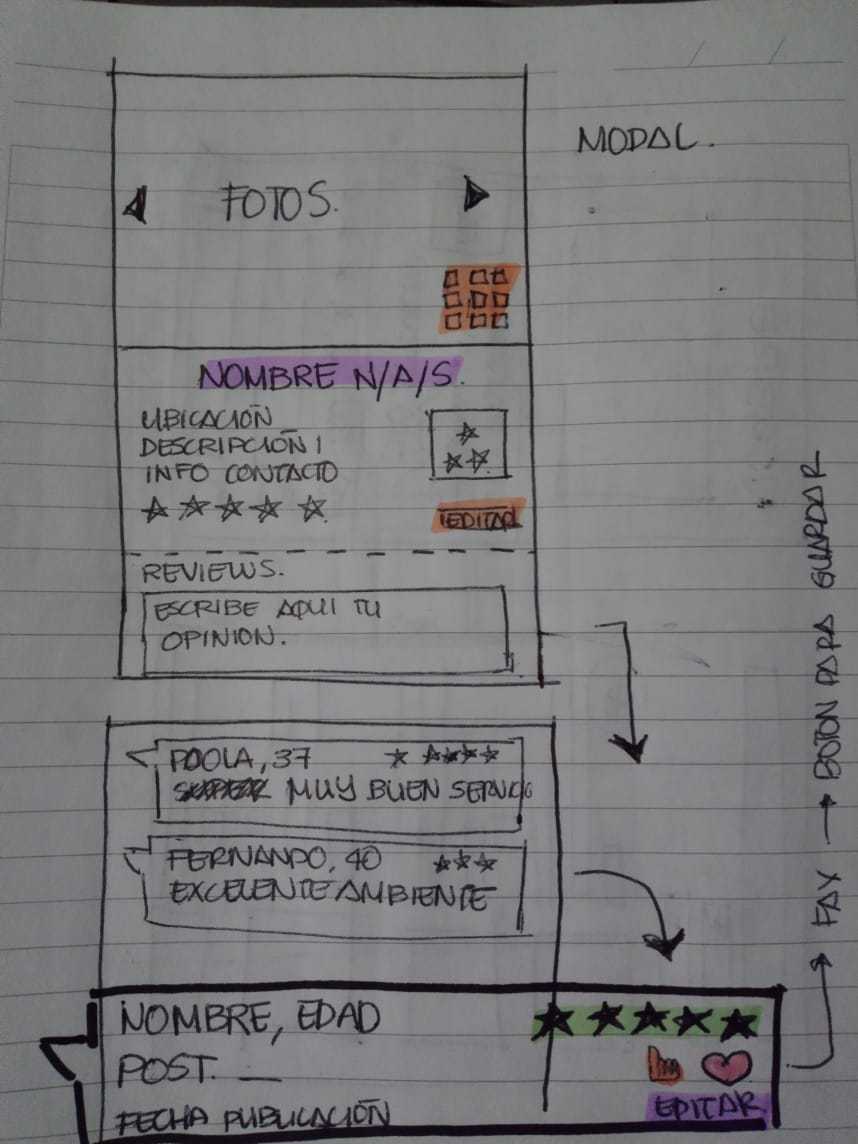 MODAL.
FOTOS.
NOMBRE N/A/S.
UBICACIÓN
DESCRIPCIÓN
INFO CONTACTO
EDITAR
REVIEWS.
ESCRIBE AQUI TU
OPINION.
PAOLA, 37
MUY BUEN SERVICIO
FERNANDO, 40
EXCELENTE AMBIENTE
NOMBRE, EDAD
POST. __
FECHA PUBLICACIÓN
EDITAR
FAV → BOTON PARA GUARDAR